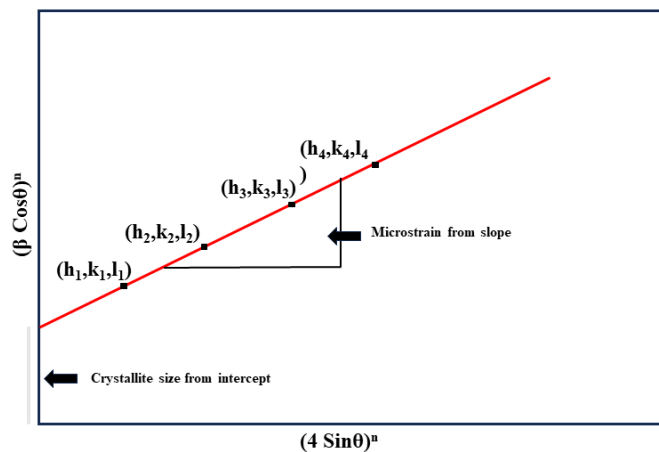 (h₄,k₄,l₄
)
(h₃,k₃,l₃)
(h₂,k₂,l₂)
(h₁,k₁,l₁)
(β Cosθ)ⁿ
Microstrain from slope
Crystallite size from intercept
(4 Sinθ)ⁿ